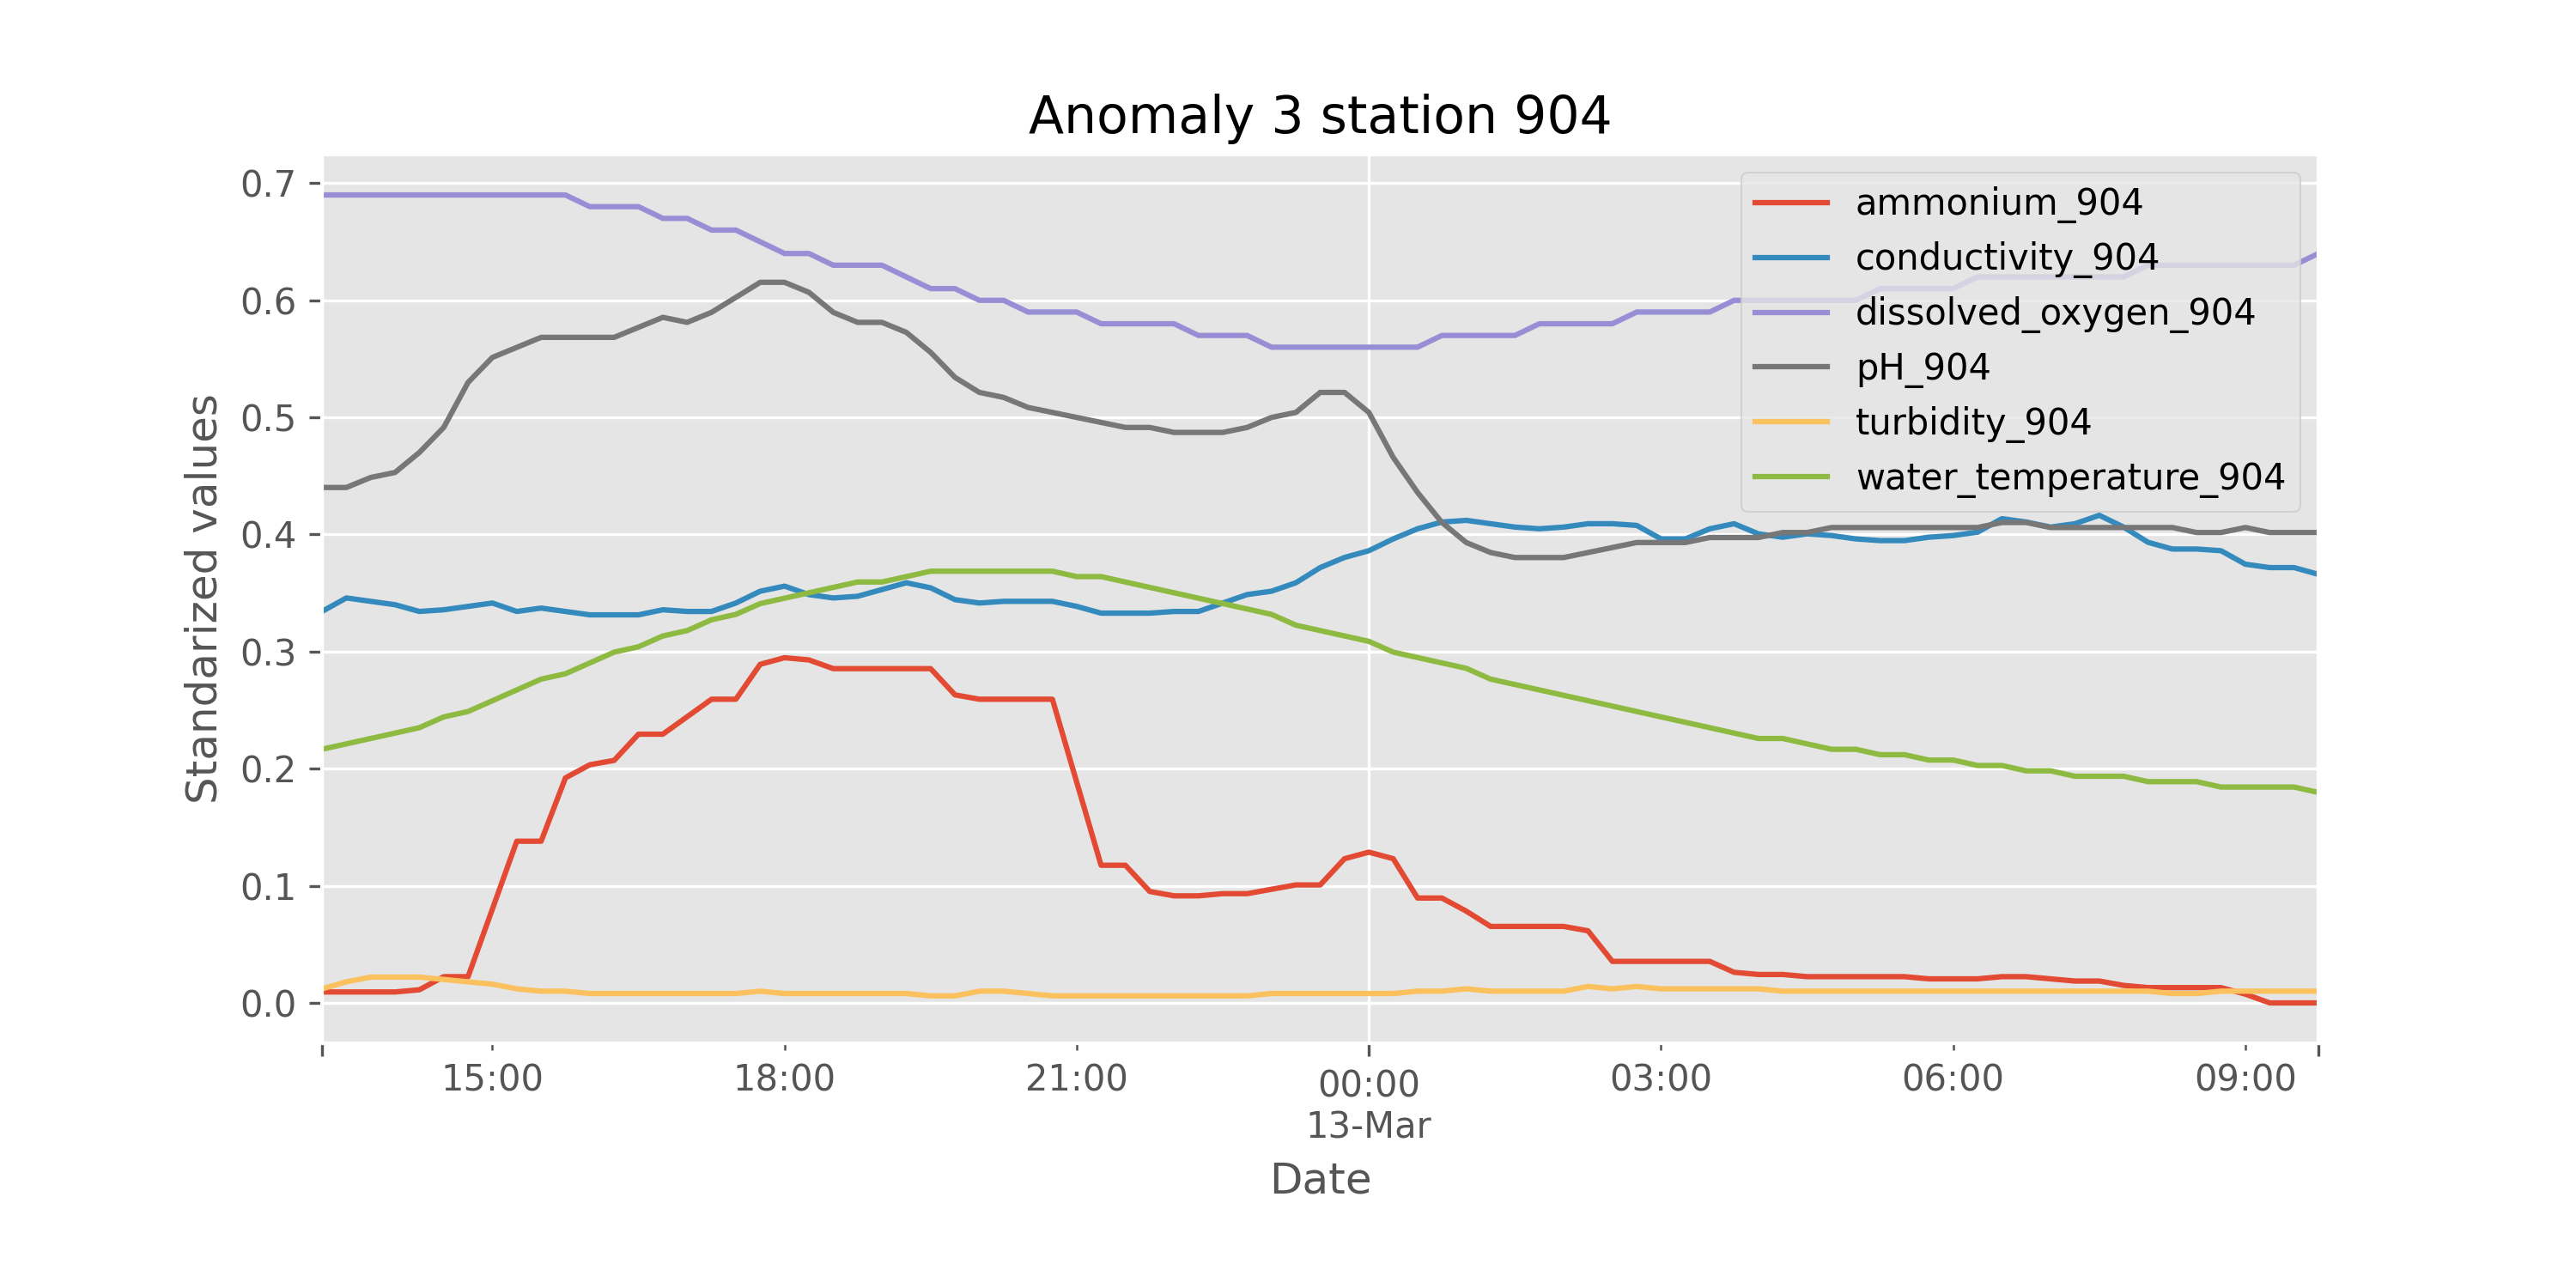 Anomaly 3 station 904
0.7
0.6
0.5
0.4
0.3
0.2
0.1
0.0
Standardized values
ammonium_904
conductivity_904
dissolved_oxygen_904
pH_904
turbidity_904
water_temperature_904
15:00 18:00 21:00 00:00 03:00 06:00 09:00
13-Mar
Date